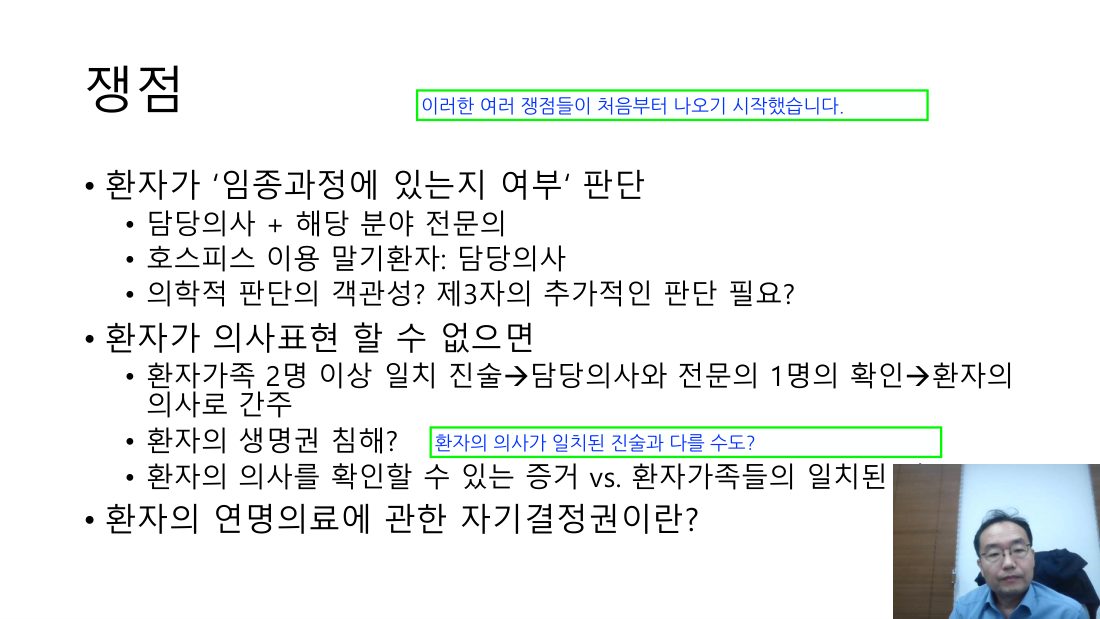 쟁점
이러한 여러 쟁점들이 처음부터 나오기 시작했습니다.
• 환자가 ‘임종과정에 있는지 여부‘ 판단
• 담당의사 + 해당 분야 전문의
• 호스피스 이용 말기환자: 담당의사
• 의학적 판단의 객관성? 제3자의 추가적인 판단 필요?
• 환자가 의사표현 할 수 없으면
• 환자가족 2명 이상 일치 진술→담당의사와 전문의 1명의 확인→환자의
의사로 간주
• 환자의 생명권 침해?
환자의 의사가 일치된 진술과 다를 수도?
• 환자의 의사를 확인할 수 있는 증거 vs. 환자가족들의 일치된
• 환자의 연명의료에 관한 자기결정권이란?